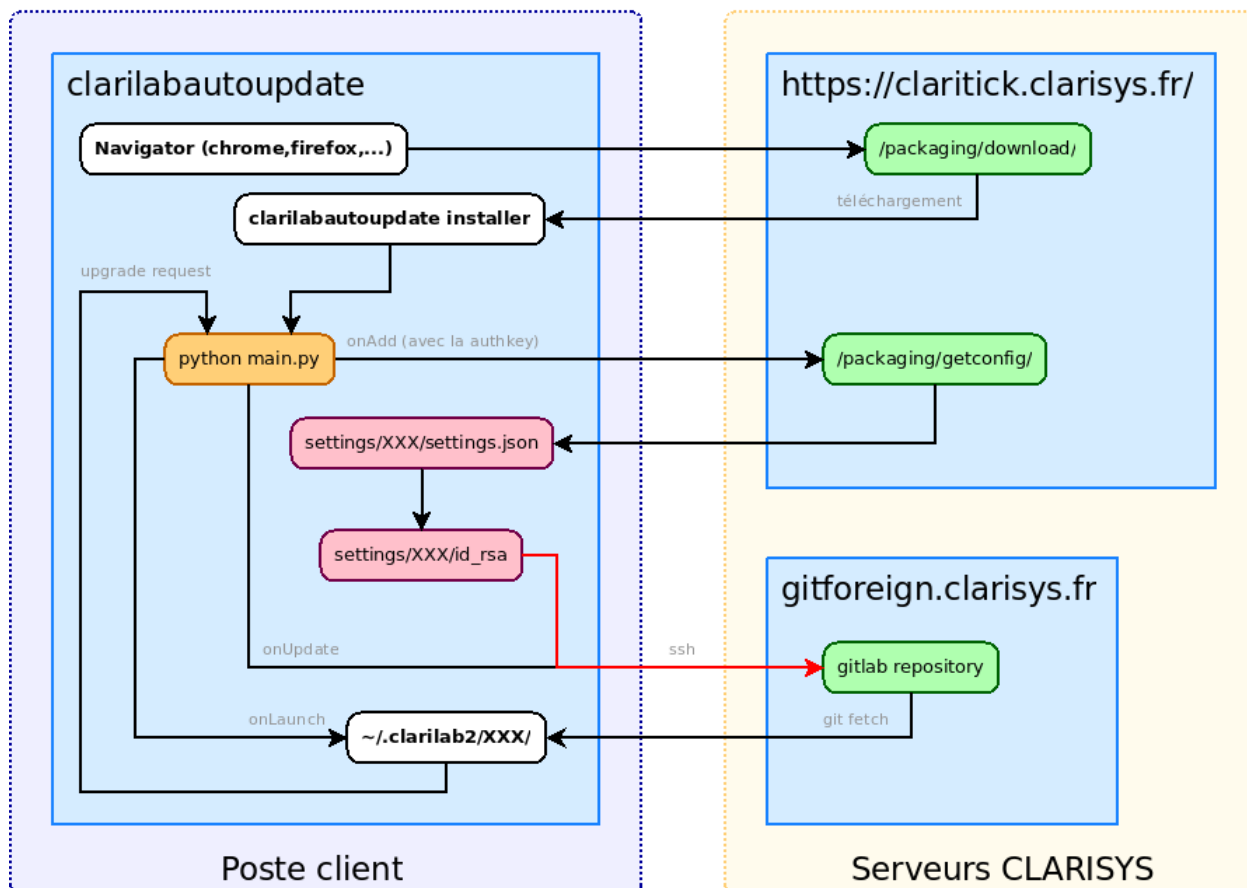 clarilabautoupdate
https://claritick.clarisys.fr/
Navigator (chrome,firefox,...)
/packaging/download/
téléchargement
clarilabautoupdate installer
upgrade request
python main.py
onAdd (avec la authkey)
/packaging/getconfig/
settings/XXX/settings.json
settings/XXX/id_rsa
gitforeign.clarisys.fr
onUpdate
ssh
gitlab repository
onLaunch
~/.clarilab2/XXX/
git fetch
Poste client
Serveurs CLARISYS